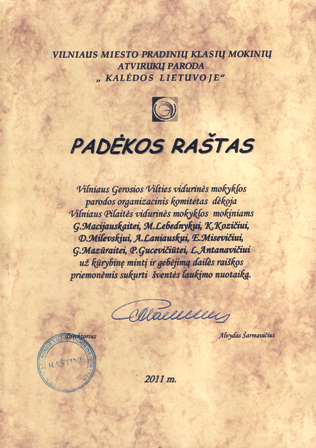 VILNIAUS MIESTO PRADINIŲ KLASIŲ MOKINIŲ
ATVIRUKŲ PARODA
„ KALĖDOS LIETUVOJE“
PADĖKOS RAŠTAS
Vilniaus Gerosios Vilties vidurinės mokyklos
parodos organizacinis komitetas dėkoja
Vilniaus Pilaitės vidurinės mokyklos mokiniams
G.Macijauskaitei, M.Lebednykui, K.Kozičiui,
D.Milevskiui, A.Laniauskui, E.Misevičiui,
G.Mazūraitei, P.Gucevičiūtei, L.Antanavičiui
už kūrybinę mintį ir gebėjimą dailės raiškos
priemonėmis sukurti šventės laukimo nuotaiką.
Direktorius Alvydas Šarmavičius
RAŠTINĖ
2011 m.